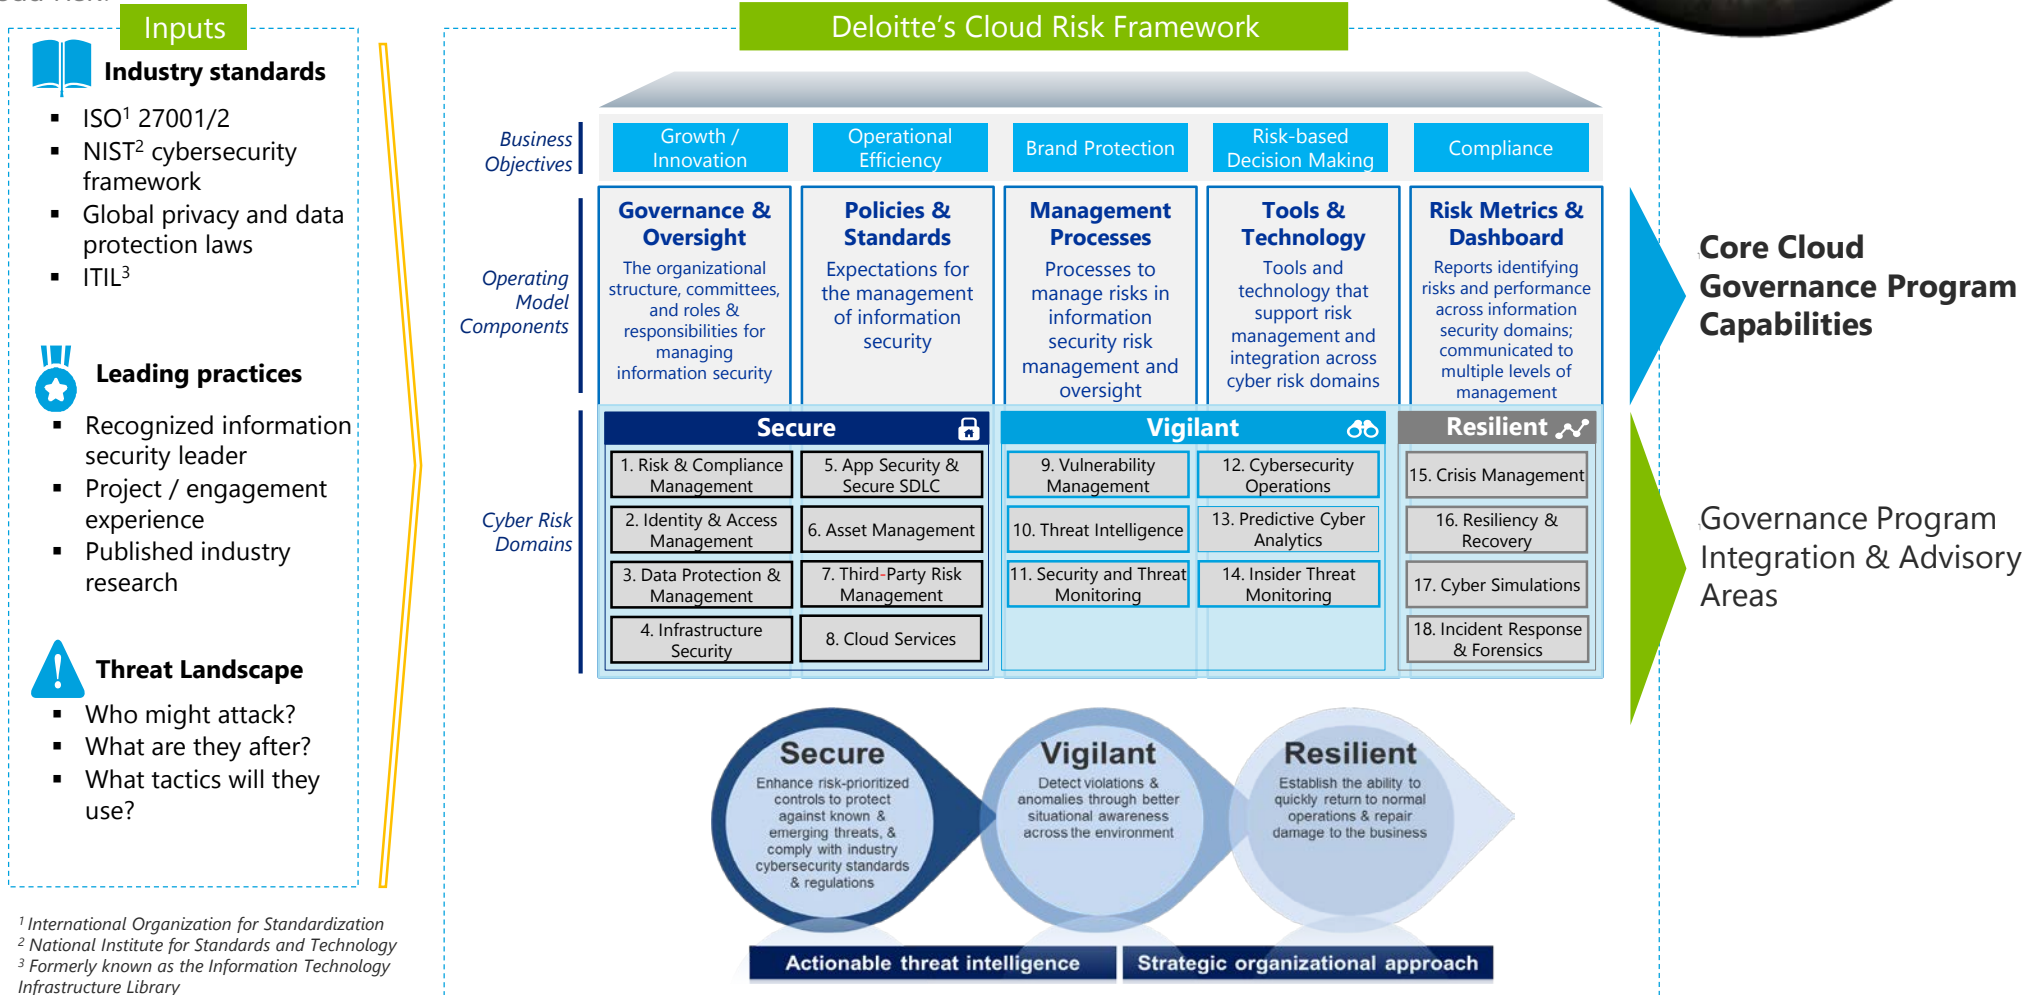 Inputs
Industry standards
▪ ISO¹ 27001/2
▪ NIST² cybersecurity
framework
▪ Global privacy and data
protection laws
▪ ITIL³
Leading practices
▪ Recognized information
security leader
▪ Project / engagement
experience
▪ Published industry
research
Threat Landscape
▪ Who might attack?
▪ What are they after?
▪ What tactics will they
use?
¹ International Organization for Standardization
² National Institute for Standards and Technology
³ Formerly known as the Information Technology
Infrastructure Library
Deloitte's Cloud Risk Framework
Business
Objectives
Growth /
Innovation
Operational
Efficiency
Brand Protection
Risk-based
Decision Making
Compliance
Operating
Model
Components
Governance &
Oversight
The organizational
structure, committees,
and roles &
responsibilities for
managing
information security
Policies &
Standards
Expectations for
the management
of information
security
Management
Processes
Processes to
manage risks in
information
security risk
management and
oversight
Tools &
Technology
Tools and
technology that
support risk
management and
integration across
cyber risk domains
Risk Metrics &
Dashboard
Reports identifying
risks and performance
across information
security domains;
communicated to
multiple levels of
management
Cyber Risk
Domains
Secure
1. Risk & Compliance
Management
2. Identity & Access
Management
3. Data Protection &
Management
4. Infrastructure
Security
5. App Security &
Secure SDLC
6. Asset Management
7. Third-Party Risk
Management
8. Cloud Services
Vigilant
9. Vulnerability
Management
10. Threat Intelligence
11. Security and Threat
Monitoring
12. Cybersecurity
Operations
13. Predictive Cyber
Analytics
14. Insider Threat
Monitoring
Resilient
15. Crisis Management
16. Resiliency &
Recovery
17. Cyber Simulations
18. Incident Response
& Forensics
Secure
Enhance risk-prioritized
controls to protect
against known &
emerging threats, &
comply with industry
cybersecurity standards
& regulations
Vigilant
Detect violations &
anomalies through better
situational awareness
across the environment
Resilient
Establish the ability to
quickly return to normal
operations & repair
damage to the business
Actionable threat intelligence
Strategic organizational approach
Core Cloud
Governance Program
Capabilities
Governance Program
Integration & Advisory
Areas